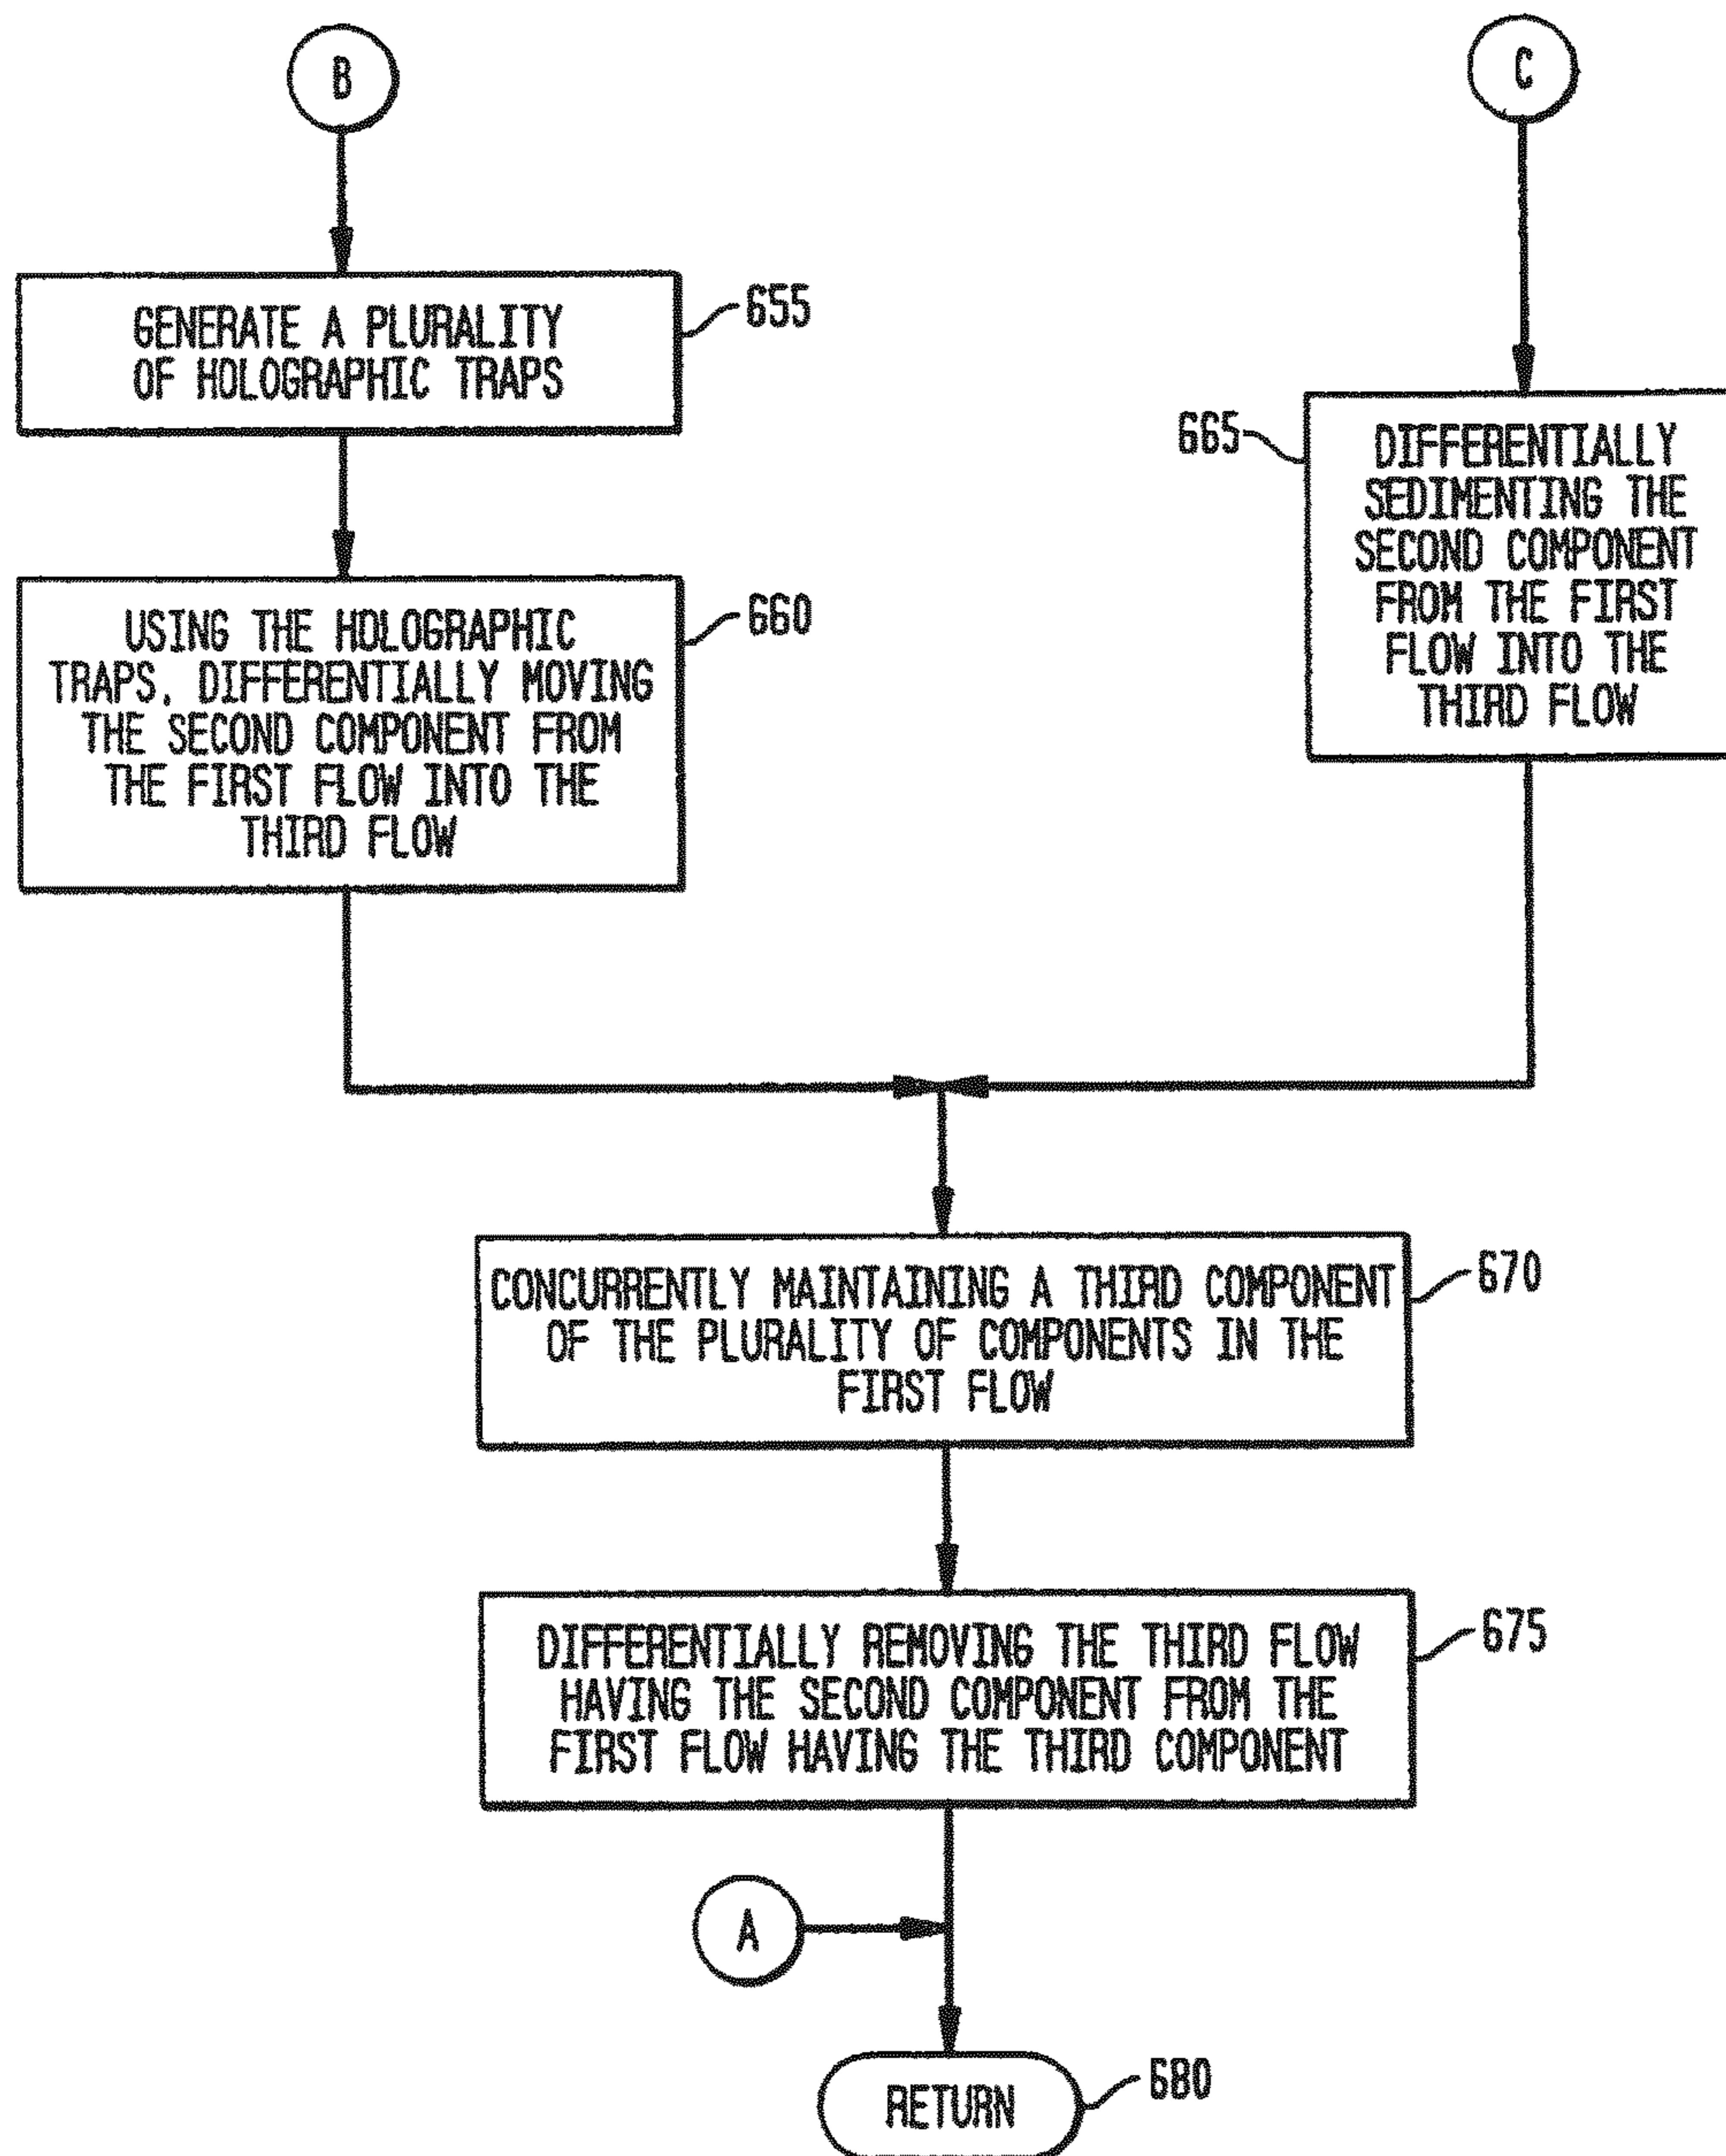 B
C
GENERATE A PLURALITY
OF HOLOGRAPHIC TRAPS
655
USING THE HOLOGRAPHIC
TRAPS, DIFFERENTIALLY MOVING
THE SECOND COMPONENT FROM
THE FIRST FLOW INTO THE
THIRD FLOW
660
665
DIFFERENTIALLY
SEDIMENTING THE
SECOND COMPONENT
FROM THE FIRST
FLOW INTO THE
THIRD FLOW
CONCURRENTLY MAINTAINING A THIRD COMPONENT
OF THE PLURALITY OF COMPONENTS IN THE
FIRST FLOW
670
DIFFERENTIALLY REMOVING THE THIRD FLOW
HAVING THE SECOND COMPONENT FROM THE
FIRST FLOW HAVING THE THIRD COMPONENT
675
A
RETURN
680